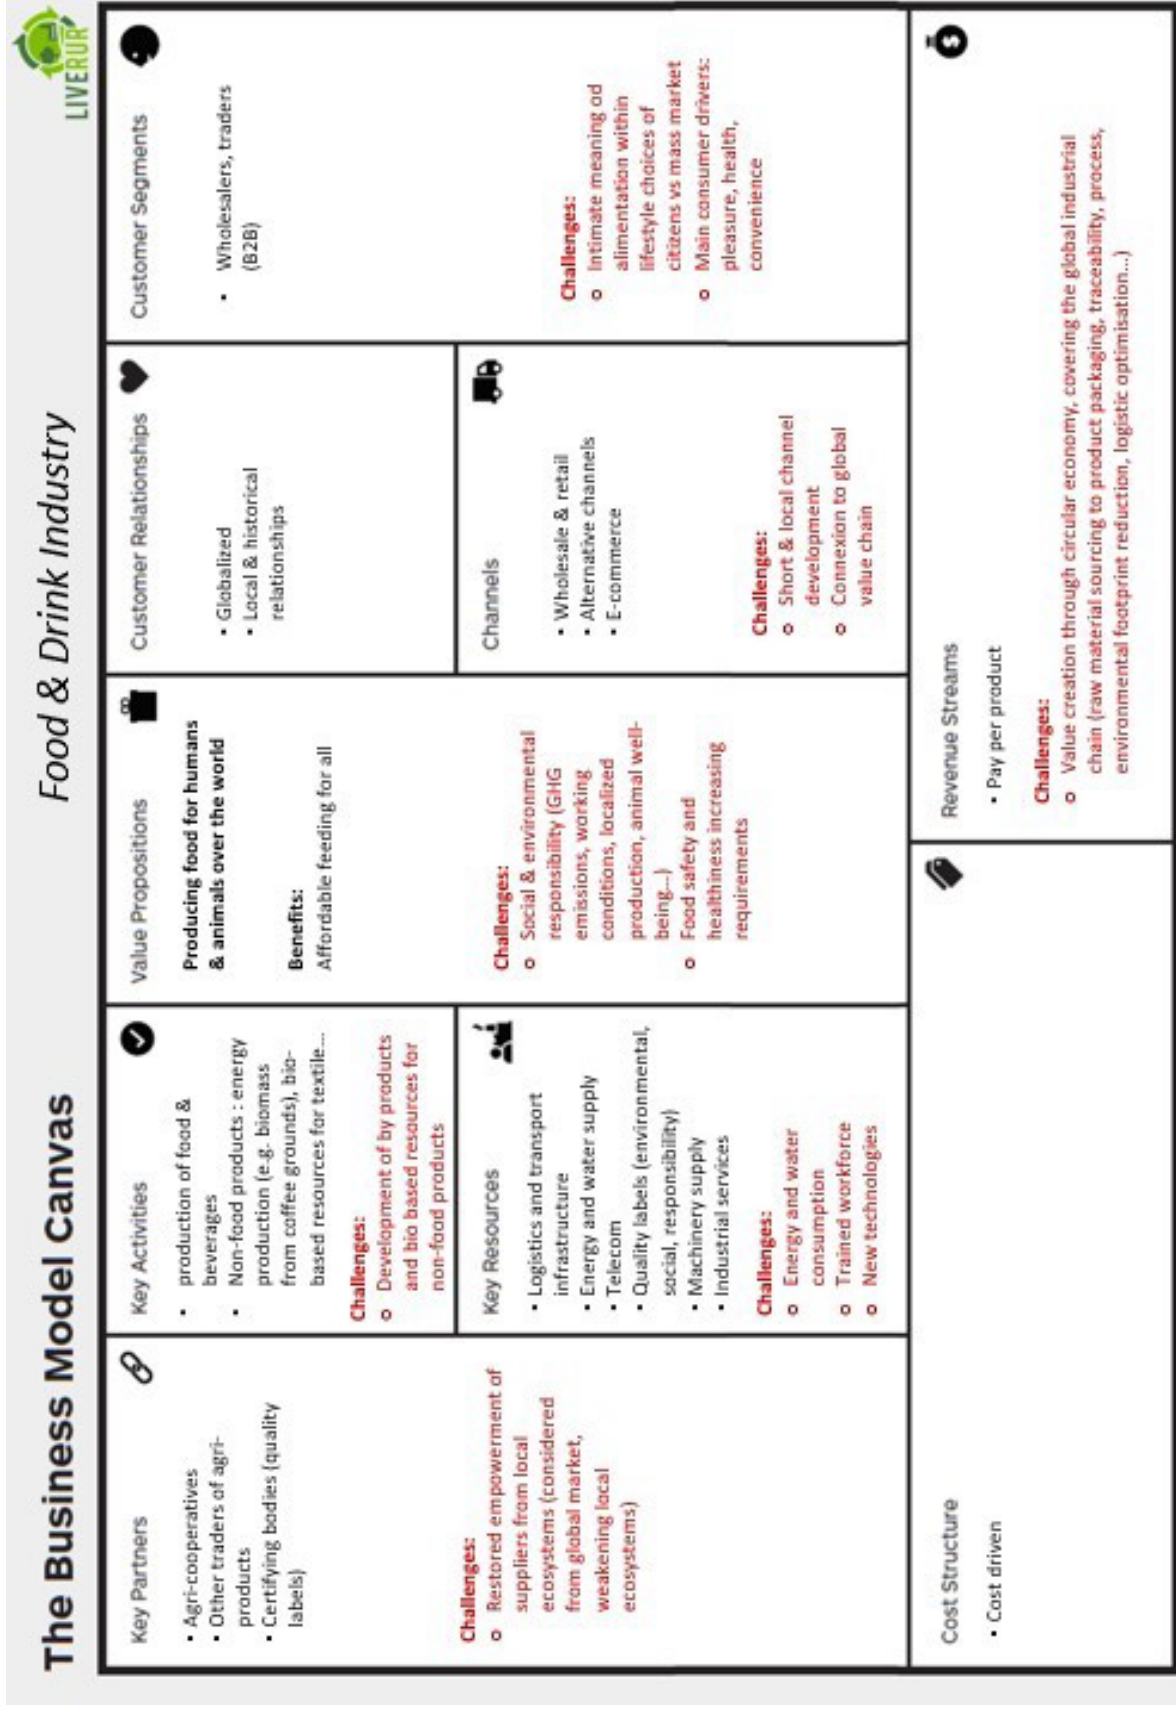 The Business Model Canvas
Food & Drink Industry
LIVERUR
Key Partners
▪ Agri-cooperatives
▪ Other traders of agri-
products
▪ Certifying bodies (quality
labels)
Challenges:
o Restored empowerment of
suppliers from local
ecosystems (considered
from global market,
weakening local
ecosystems)
Key Activities
• production of food &
beverages
• Non-food products : energy
production (e.g. biomass
from coffee grounds), bio-
based resources for textile...
Challenges:
o Development of by products
and bio based resources for
non-food products
Key Resources
▪ Logistics and transport
infrastructure
▪ Energy and water supply
▪ Telecom
▪ Quality labels (environmental,
social, responsibility)
▪ Machinery supply
▪ Industrial services
Challenges:
o Energy and water
consumption
o Trained workforce
o New technologies
Value Propositions
Producing food for humans
& animals over the world
Benefits:
Affordable feeding for all
Challenges:
o Social & environmental
responsibility (GHG
emissions, working
conditions, localized
production, animal well-
being...)
o Food safety and
healthiness increasing
requirements
Customer Relationships
▪ Globalized
▪ Local & historical
relationships
Channels
▪ Wholesale & retail
▪ Alternative channels
▪ E-commerce
Challenges:
o Short & local channel
development
o Connexion to global
value chain
Customer Segments
• Wholesalers, traders
(B2B)
Challenges:
o Intimate meaning od
alimentation within
lifestyle choices of
citizens vs mass market
o Main consumer drivers:
pleasure, health,
convenience
Cost Structure
▪ Cost driven
Revenue Streams
▪ Pay per product
Challenges:
o Value creation through circular economy, covering the global industrial
chain (raw material sourcing to product packaging, traceability, process,
environmental footprint reduction, logistic optimisation...)